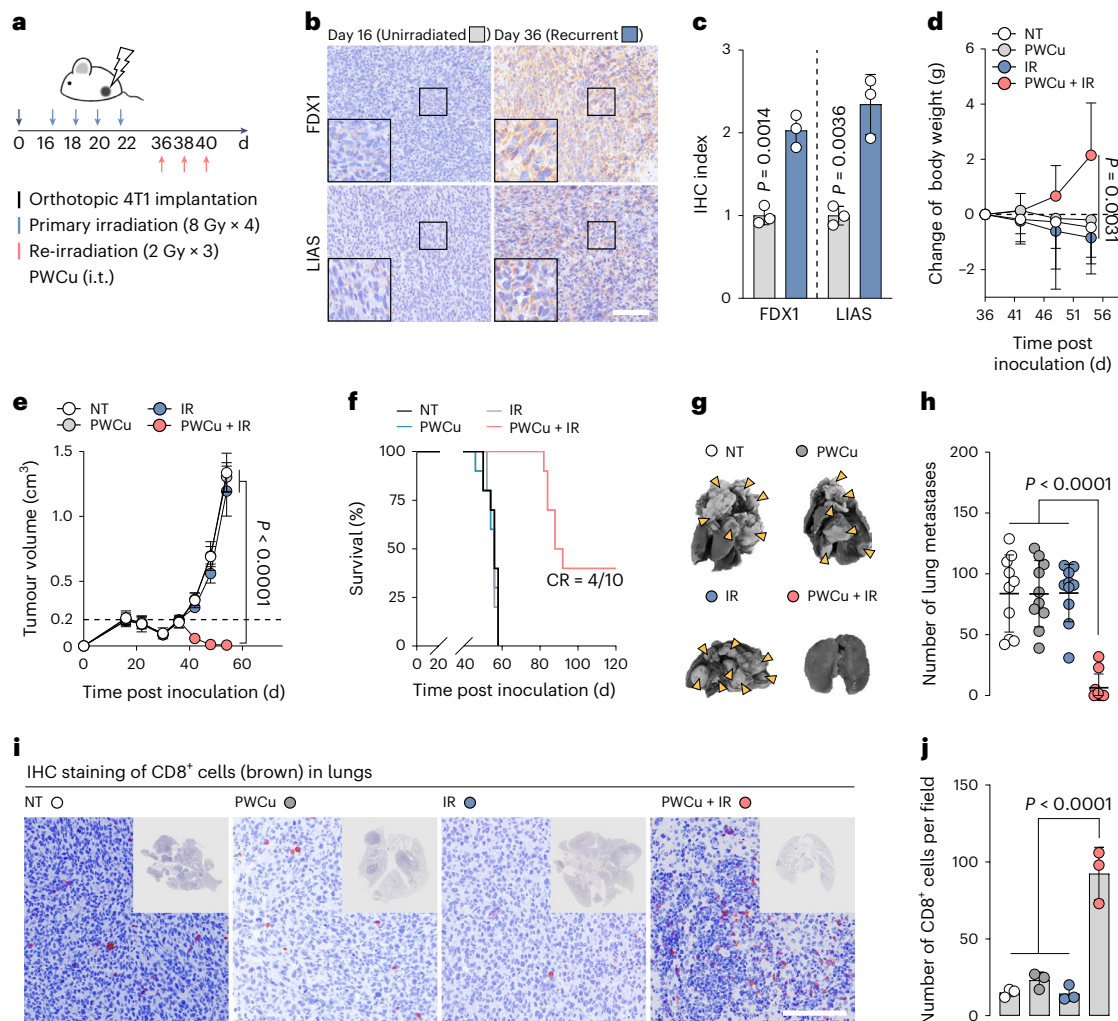 a
0 16 18 20 22 36 38 40 d
Orthotopic 4T1 implantation
Primary irradiation (8 Gy × 4)
Re-irradiation (2 Gy × 3)
PWCu (i.t.)
b
Day 16 (Unirradiated ) Day 36 (Recurrent )
FDX1
LIAS
c
IHC index
3
2
1
0
P = 0.0014
P = 0.0036
FDX1 LIAS
d
NT
PWCu
IR
PWCu + IR
Change of body weight (g)
6
4
2
0
−2
P = 0.0031
36 41 46 51 56
Time post
inoculation (d)
e
NT IR
PWCu PWCu + IR
Tumour volume (cm³)
1.5
1.0
0.5
0.2
0
P < 0.0001
0 20 40 60
Time post inoculation (d)
f
NT IR
PWCu PWCu + IR
Survival (%)
100
75
50
25
0
CR = 4/10
0 20 40 60 80 100 120
Time post inoculation (d)
g
NT PWCu
IR PWCu + IR
h
Number of lung metastases
200
150
100
50
0
P < 0.0001
i
IHC staining of CD8⁺ cells (brown) in lungs
NT PWCu IR PWCu + IR
j
Number of CD8⁺ cells per field
150
100
50
0
P < 0.0001